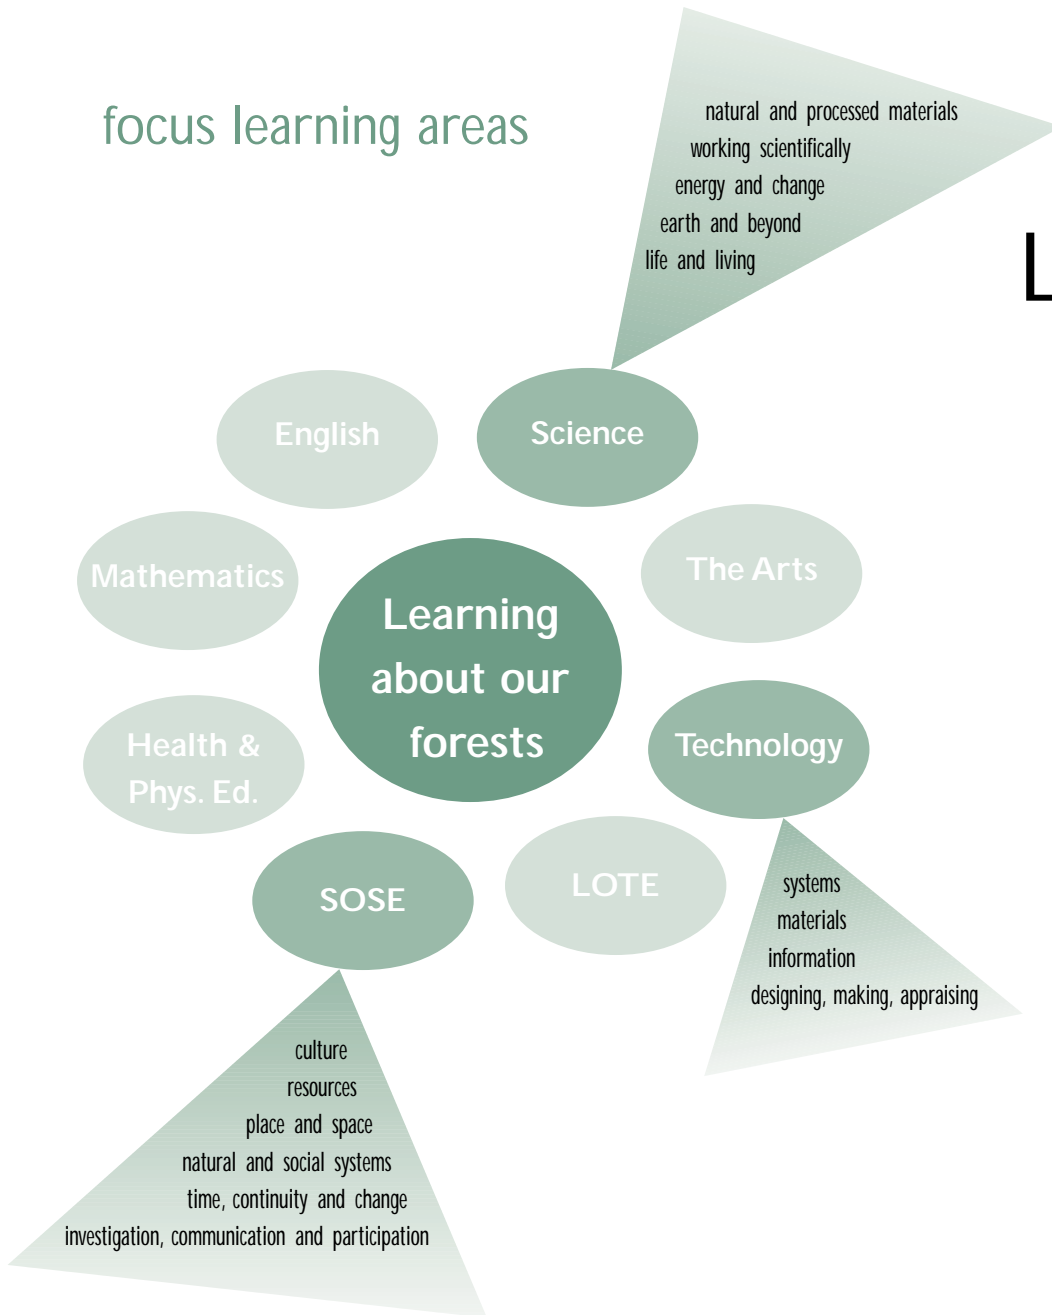 focus learning areas
natural and processed materials
working scientifically
energy and change
earth and beyond
life and living
L
English
Science
Mathematics
The Arts
Learning
about our
forests
Health &
Phys. Ed.
Technology
SOSE
LOTE
systems
materials
information
designing, making, appraising
culture
resources
place and space
natural and social systems
time, continuity and change
investigation, communication and participation